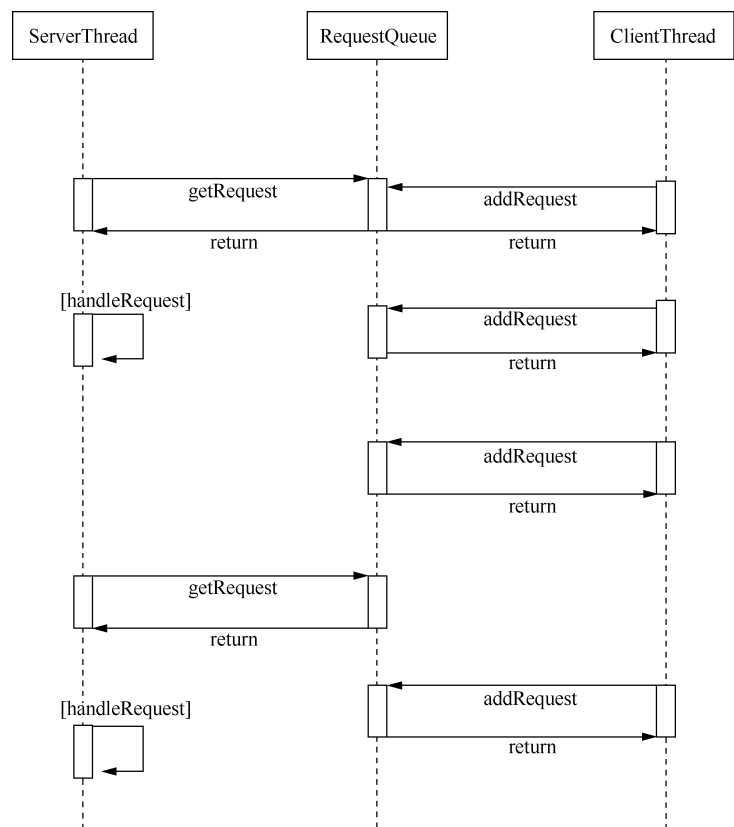 ServerThread
RequestQueue
ClientThread
getRequest
addRequest
return
return
[handleRequest]
addRequest
return
addRequest
return
getRequest
return
[handleRequest]
addRequest
return